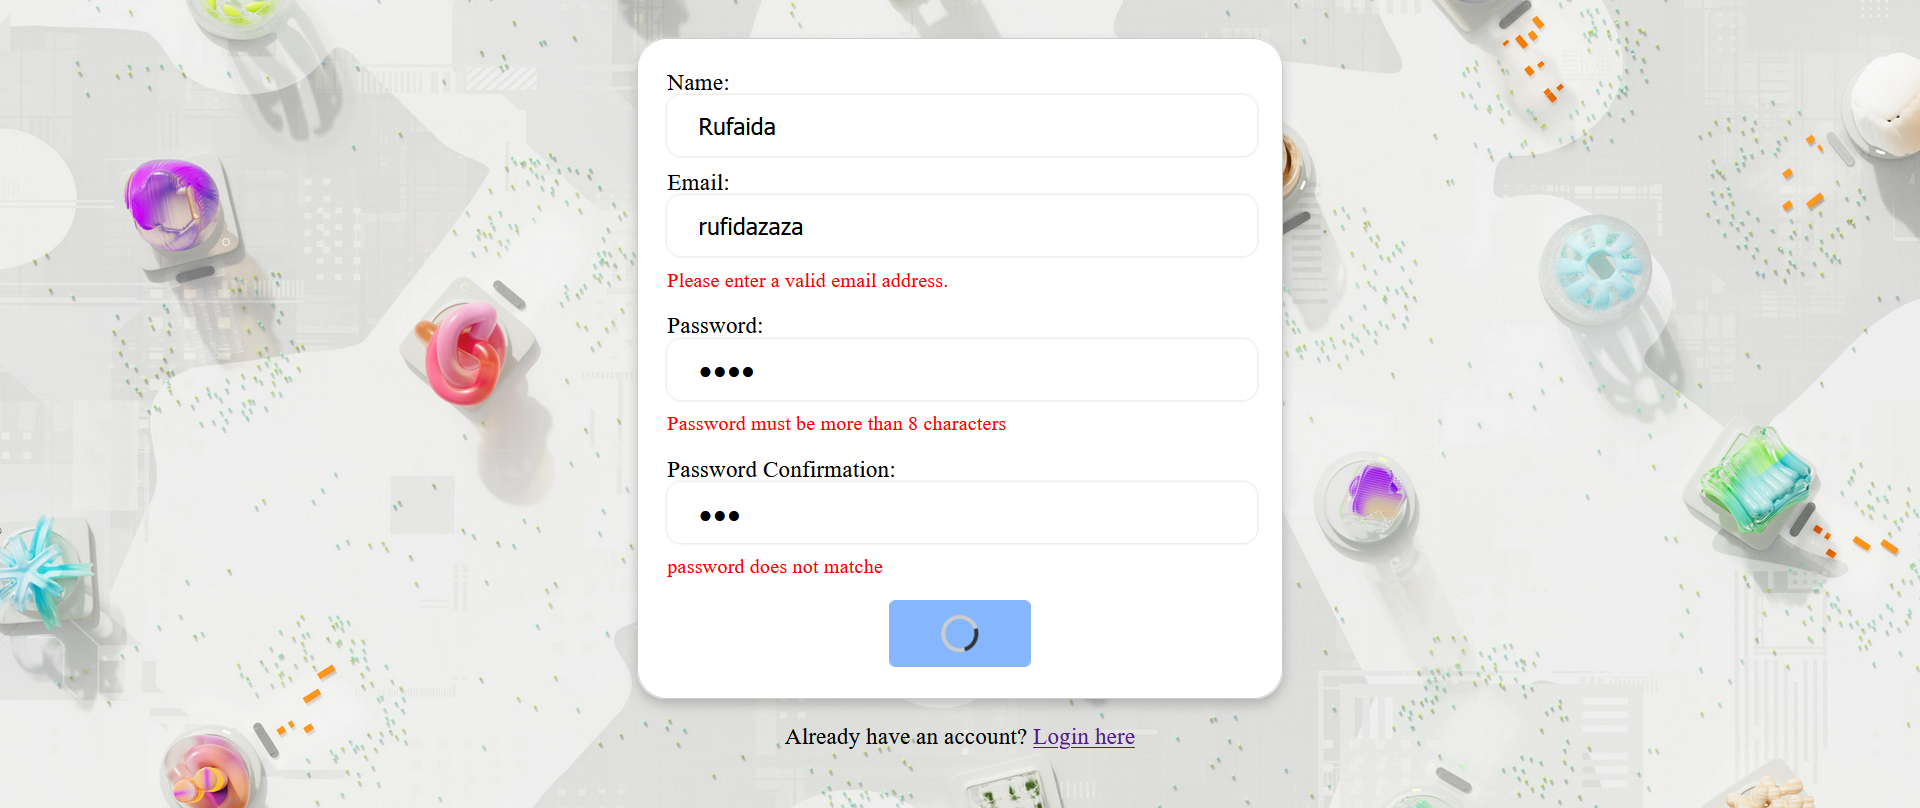 Name:
Rufaida
Email:
rufidazaza
Please enter a valid email address.
Password:
••••
Password must be more than 8 characters
Password Confirmation:
•••
password does not matche
Already have an account? Login here